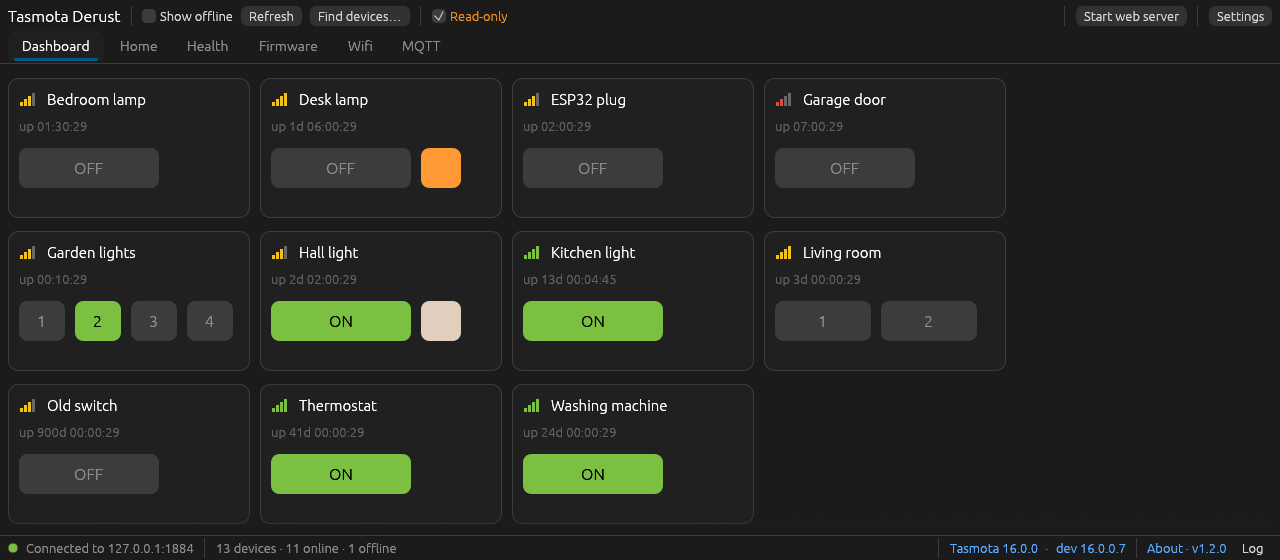 Tasmota Derust Show offline Refresh Find devices... Read-only Start web server Settings
Dashboard Home Health Firmware Wifi MQTT
Bedroom lamp Desk lamp ESP32 plug Garage door
up 01:30:29 up 1d 06:00:29 up 02:00:29 up 07:00:29
OFF OFF OFF OFF
Garden lights Hall light Kitchen light Living room
up 00:10:29 up 2d 02:00:29 up 13d 00:04:45 up 3d 00:00:29
1 2 3 4 ON ON 1 2
Old switch Thermostat Washing machine
up 900d 00:00:29 up 41d 00:00:29 up 24d 00:00:29
OFF ON ON
Connected to 127.0.0.1:1884 13 devices · 11 online · 1 offline Tasmota 16.0.0 · dev 16.0.0.7 About · v1.2.0 Log